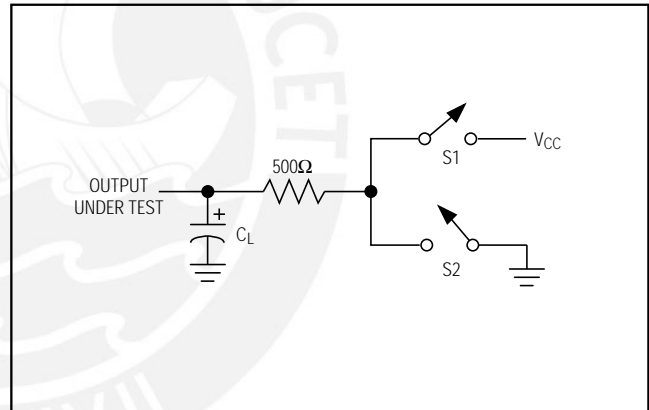 500Ω
VCC
S1
OUTPUT
UNDER TEST
+
CL
S2